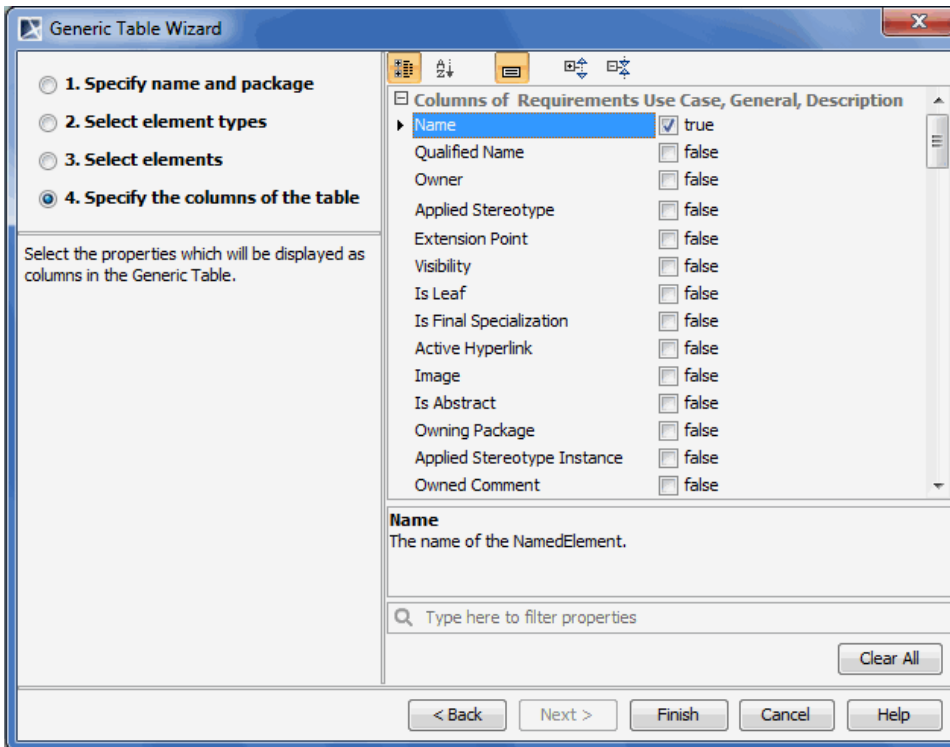 Generic Table Wizard
1. Specify name and package
2. Select element types
3. Select elements
4. Specify the columns of the table
Select the properties which will be displayed as
columns in the Generic Table.
Columns of Requirements Use Case, General, Description
Name true
Qualified Name false
Owner false
Applied Stereotype false
Extension Point false
Visibility false
Is Leaf false
Is Final Specialization false
Active Hyperlink false
Image false
Is Abstract false
Owning Package false
Applied Stereotype Instance false
Owned Comment false
Name
The name of the NamedElement.
Type here to filter properties
Clear All
< Back Next > Finish Cancel Help